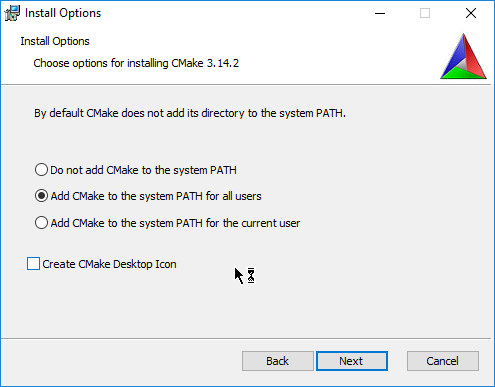 Install Options
Install Options
Choose options for installing CMake 3.14.2
By default CMake does not add its directory to the system PATH.
Do not add CMake to the system PATH
Add CMake to the system PATH for all users
Add CMake to the system PATH for the current user
Create CMake Desktop Icon
Back Next Cancel